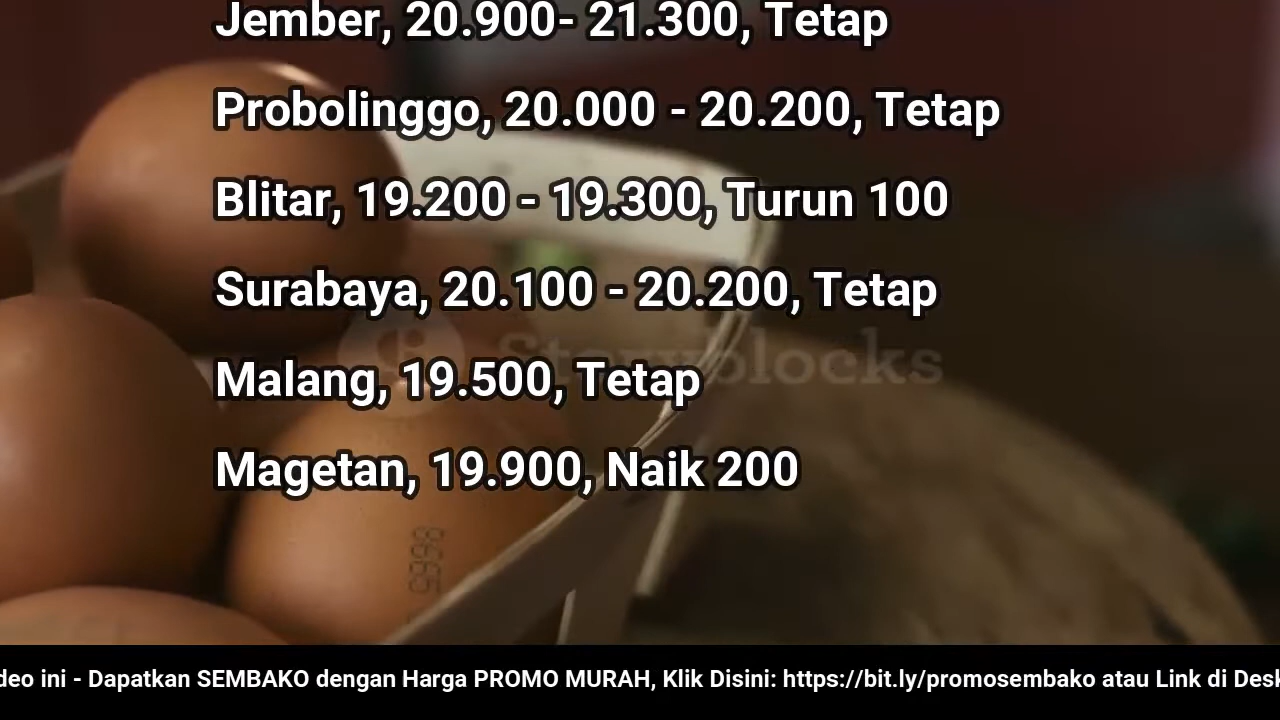 Jember, 20.900- 21.300, Tetap
Probolinggo, 20.000 - 20.200, Tetap
Blitar, 19.200 - 19.300, Turun 100
Surabaya, 20.100 - 20.200, Tetap
Malang, 19.500, Tetap
Magetan, 19.900, Naik 200
deo ini - Dapatkan SEMBAKO dengan Harga PROMO MURAH, Klik Disini: https://bit.ly/promosembako atau Link di Desk